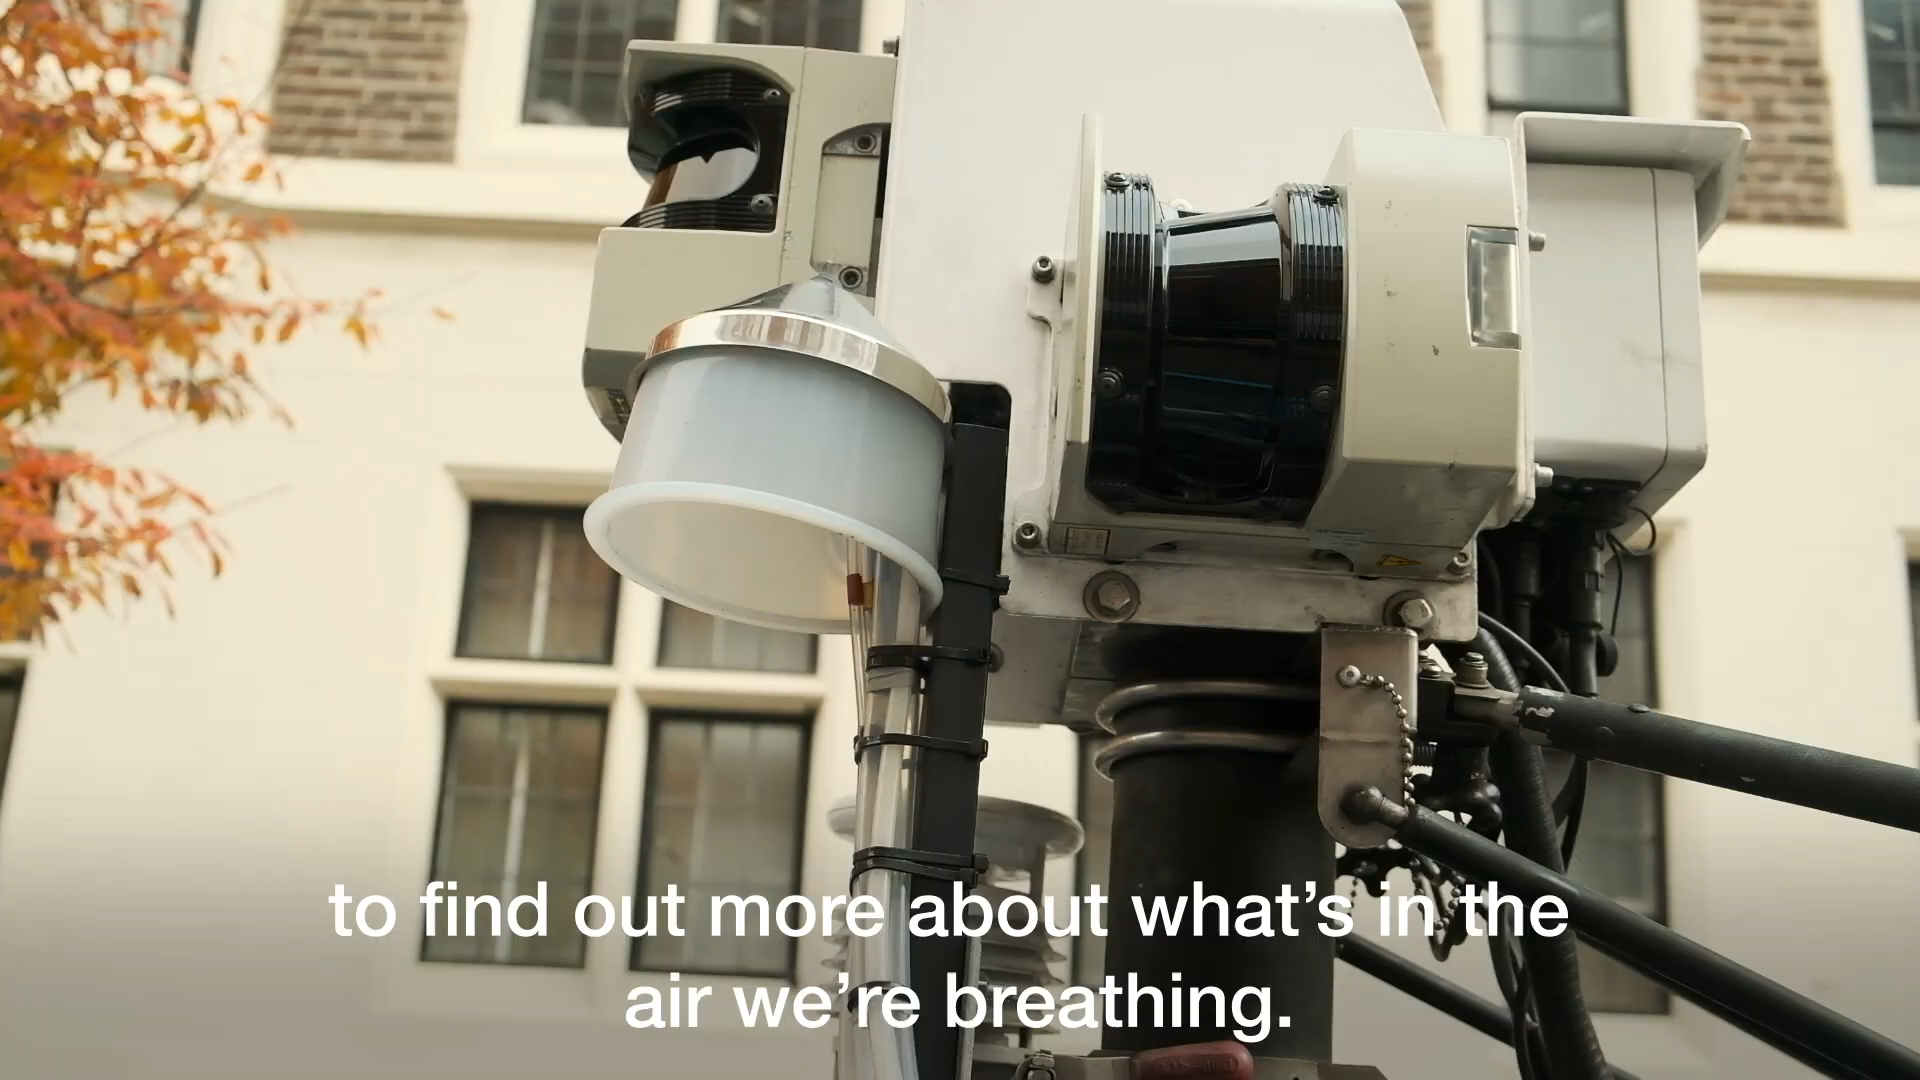 to find out more about what's in the
air we're breathing.